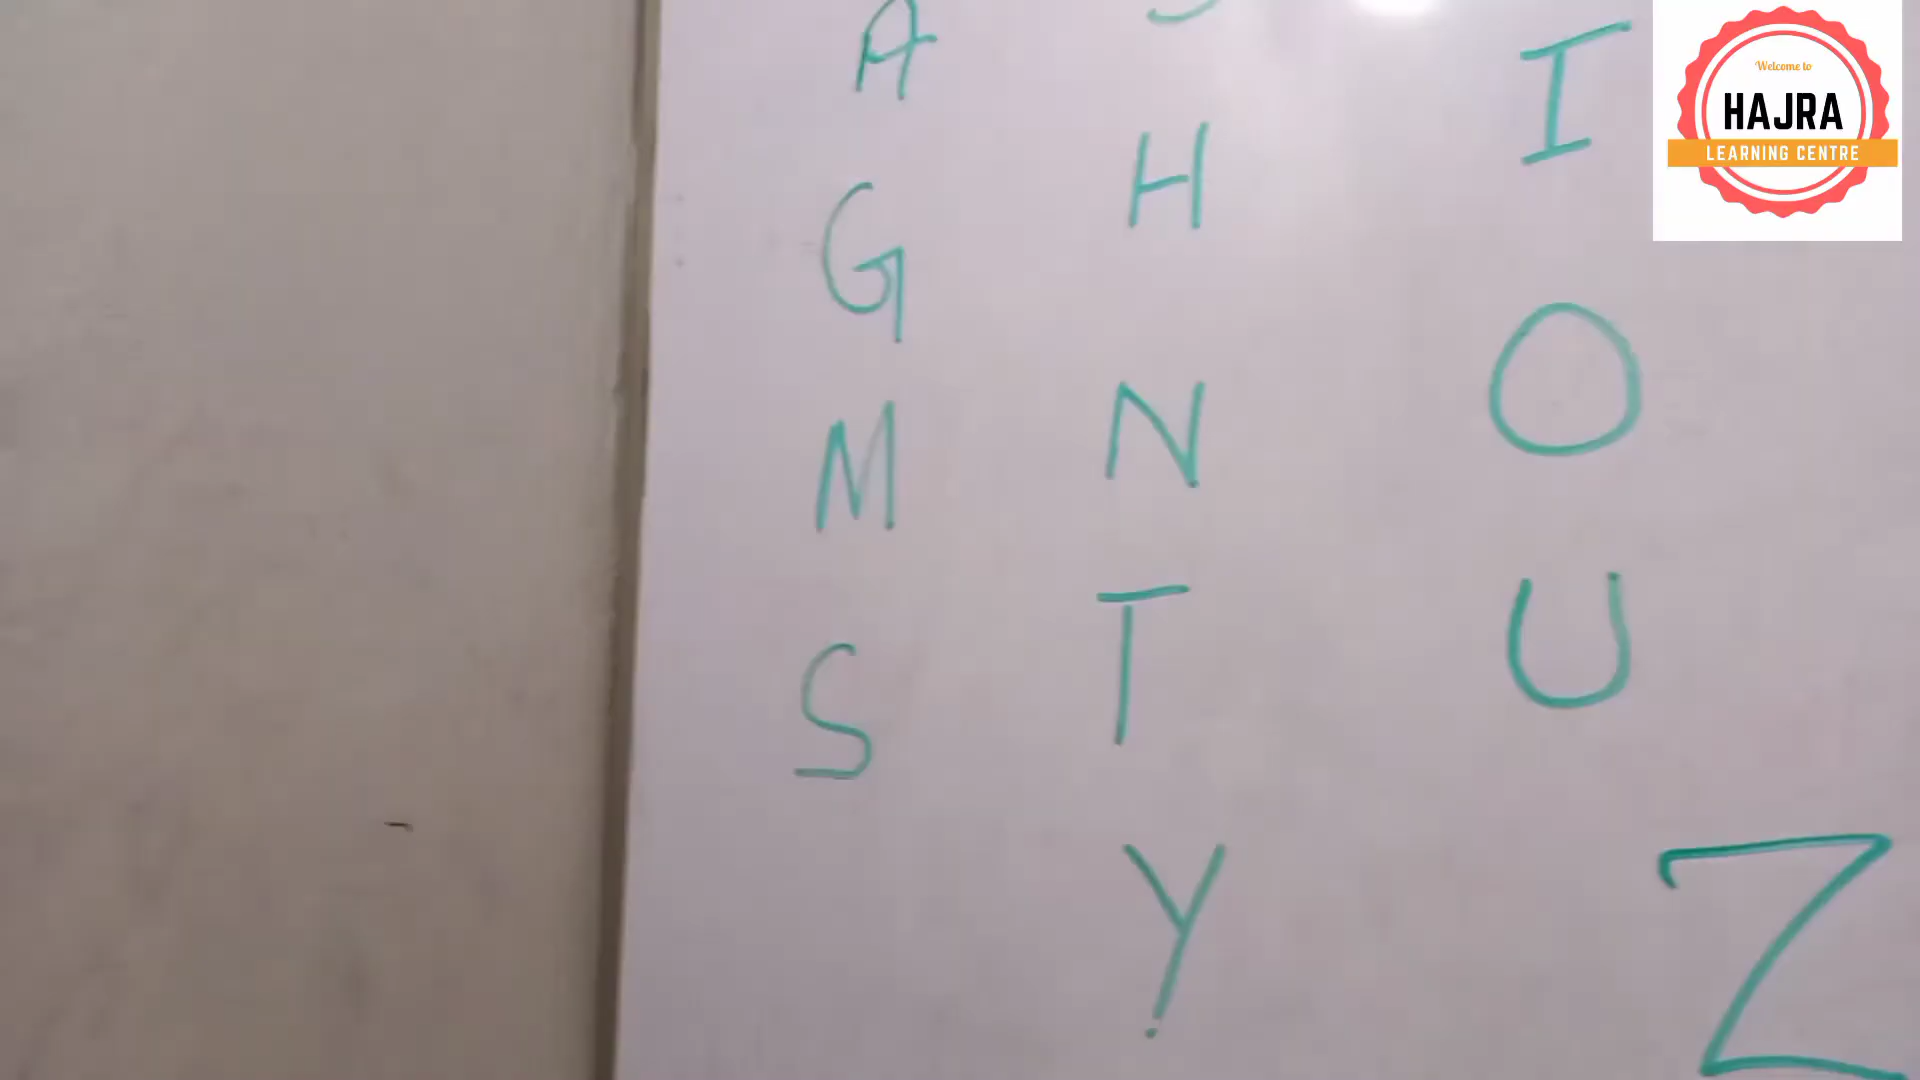 A I
G H
M N O
S T U
Y Z
Welcome to
HAJRA
LEARNING CENTRE